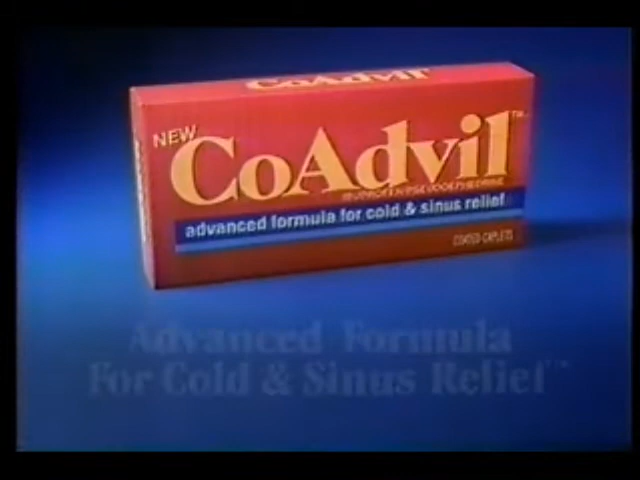 CoAdvil
NEW
CoAdvil™
IBUPROFEN/PSEUDOEPHEDRINE
advanced formula for cold & sinus relief
COATED CAPLETS
Advanced Formula
For Cold & Sinus Relief™